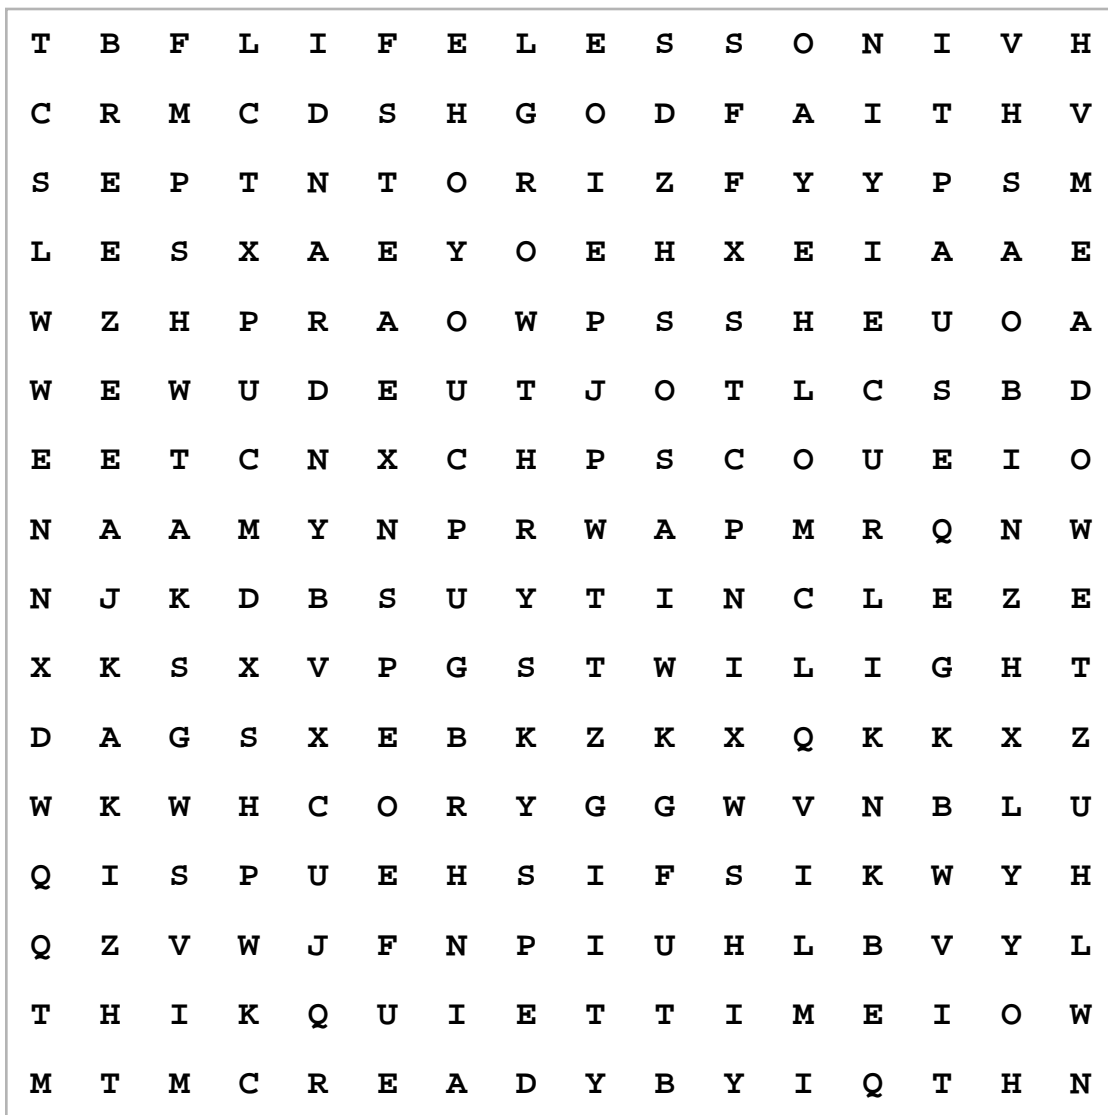 T B F L I F E L E S S O N I V H
C R M C D S H G O D F A I T H V
S E P T N T O R I Z F Y Y P S M
L E S X A E Y O E H X E I A A E
W Z H P R A O W P S S H E U O A
W E W U D E U T J O T L C S B D
E E T C N X C H P S C O U E I O
N A A M Y N P R W A P M R Q N W
N J K D B S U Y T I N C L E Z E
X K S X V P G S T W I L I G H T
D A G S X E B K Z K X Q K K X Z
W K W H C O R Y G G W V N B L U
Q I S P U E H S I F S I K W Y H
Q Z V W J F N P I U H L B V Y L
T H I K Q U I E T T I M E I O W
M T M C R E A D Y B Y I Q T H N